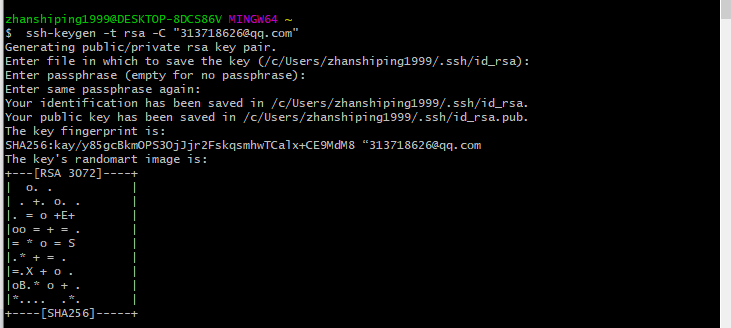 zhanshiping1999@DESKTOP-8DCS86V MINGW64 ~
$  ssh-keygen -t rsa -C "313718626@qq.com"
Generating public/private rsa key pair.
Enter file in which to save the key (/c/Users/zhanshiping1999/.ssh/id_rsa):
Enter passphrase (empty for no passphrase):
Enter same passphrase again:
Your identification has been saved in /c/Users/zhanshiping1999/.ssh/id_rsa.
Your public key has been saved in /c/Users/zhanshiping1999/.ssh/id_rsa.pub.
The key fingerprint is:
SHA256:kay/y85gcBkmOPS3OjJjr2FskqsmhwTCalx+CE9MdM8 “313718626@qq.com
The key's randomart image is:
+---[RSA 3072]----+
|  o. .           |
| . +. o. .       |
|. = o +E+        |
|oo = + = .       |
|= * o = S        |
|.* + = .         |
|=.X + o .        |
|oB.* o + .       |
|*....  .*.       |
+----[SHA256]-----+